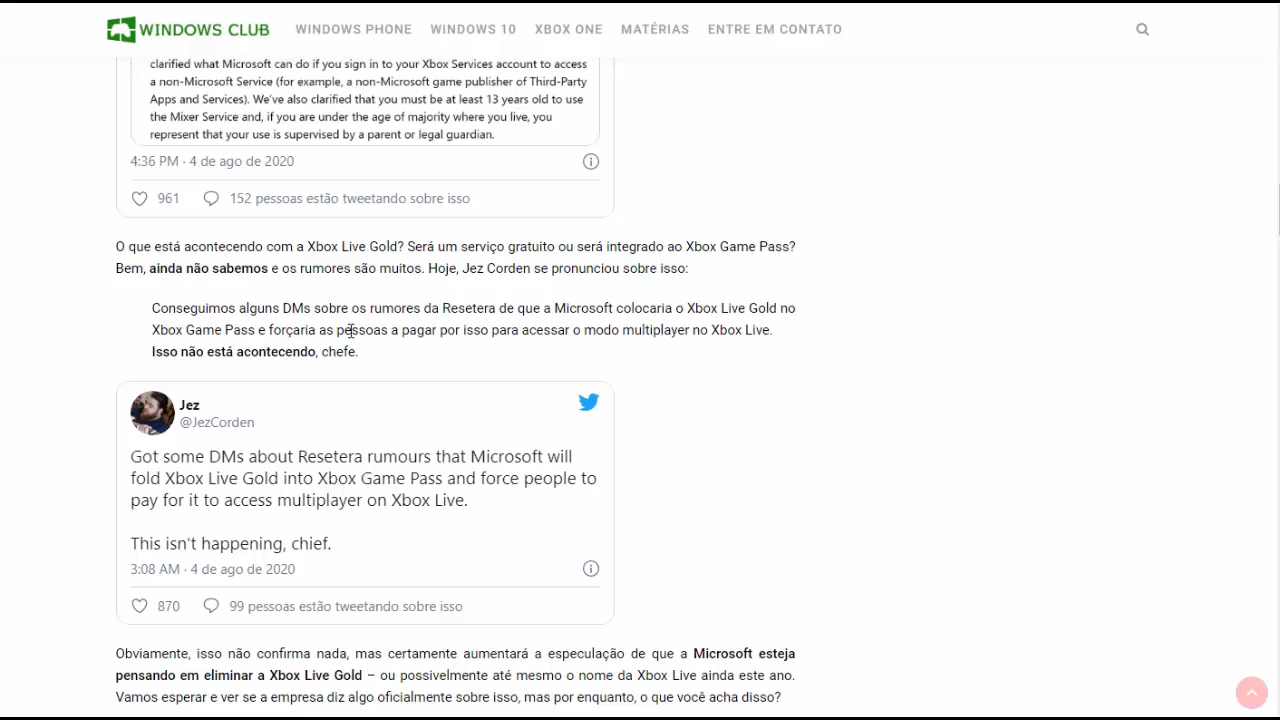 WINDOWS CLUB WINDOWS PHONE WINDOWS 10 XBOX ONE MATÉRIAS ENTRE EM CONTATO
clarified what Microsoft can do if you sign in to your Xbox Services account to access
a non-Microsoft Service (for example, a non-Microsoft game publisher of Third-Party
Apps and Services). We've also clarified that you must be at least 13 years old to use
the Mixer Service and, if you are under the age of majority where you live, you
represent that your use is supervised by a parent or legal guardian.
4:36 PM · 4 de ago de 2020
961 152 pessoas estão tweetando sobre isso
O que está acontecendo com a Xbox Live Gold? Será um serviço gratuito ou será integrado ao Xbox Game Pass?
Bem, ainda não sabemos e os rumores são muitos. Hoje, Jez Corden se pronunciou sobre isso:
Conseguimos alguns DMs sobre os rumores da Resetera de que a Microsoft colocaria o Xbox Live Gold no
Xbox Game Pass e forçaria as pessoas a pagar por isso para acessar o modo multiplayer no Xbox Live.
Isso não está acontecendo, chefe.
Jez
@JezCorden
Got some DMs about Resetera rumours that Microsoft will
fold Xbox Live Gold into Xbox Game Pass and force people to
pay for it to access multiplayer on Xbox Live.
This isn't happening, chief.
3:08 AM · 4 de ago de 2020
870 99 pessoas estão tweetando sobre isso
Obviamente, isso não confirma nada, mas certamente aumentará a especulação de que a Microsoft esteja
pensando em eliminar a Xbox Live Gold – ou possivelmente até mesmo o nome da Xbox Live ainda este ano.
Vamos esperar e ver se a empresa diz algo oficialmente sobre isso, mas por enquanto, o que você acha disso?